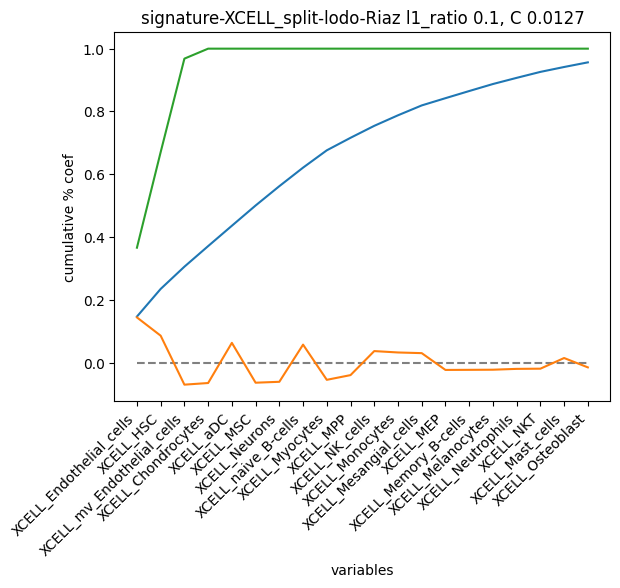 signature-XCELL_split-lodo-Riaz l1_ratio 0.1, C 0.0127
cumulative % coef
1.0
0.8
0.6
0.4
0.2
0.0
XCELL_Endothelial_cells
XCELL_HSC
XCELL_mv_Endothelial_cells
XCELL_Chondrocytes
XCELL_aDC
XCELL_MSC
XCELL_Neurons
XCELL_naive_B-cells
XCELL_Myocytes
XCELL_MPP
XCELL_NK_cells
XCELL_Monocytes
XCELL_Mesangial_cells
XCELL_MEP
XCELL_Memory_B-cells
XCELL_Melanocytes
XCELL_Neutrophils
XCELL_NKT
XCELL_Mast_cells
XCELL_Osteoblast
variables